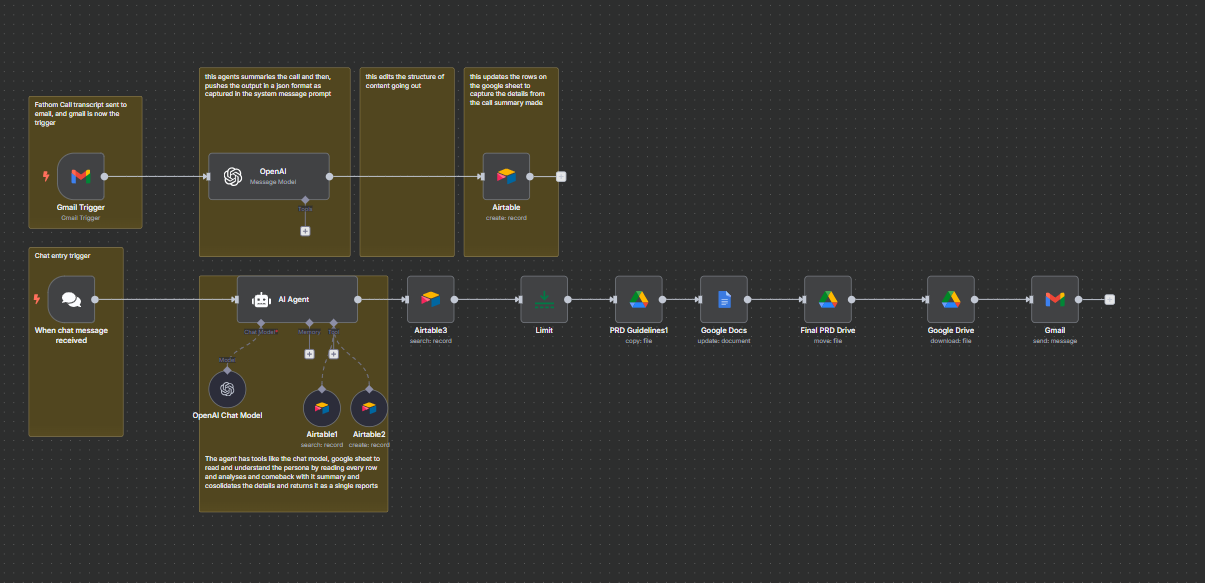 this agents summaries the call and then,
pushes the output in a json format as
captured in the system message prompt
this edits the structure of
content going out
this updates the rows on
the google sheet to
capture the details from
the call summary made
Fathom Call transcript sent to
email, and gmail is now the
trigger
OpenAI
Message Model
Tools
Gmail Trigger
Gmail Trigger
Airtable
create: record
Chat entry trigger
When chat message
received
AI Agent
Chat Model*
Memory
Tool
Model
OpenAI Chat Model
Airtable1
search: record
Airtable2
create: record
The agent has tools like the chat model, google sheet to
read and understand the persona by reading every row
and analyses and comeback with it summary and
cosolidates the details and returns it as a single reports
Airtable3
search: record
Limit
PRD Guidelines1
copy: file
Google Docs
update: document
Final PRD Drive
move: file
Google Drive
download: file
Gmail
send: message